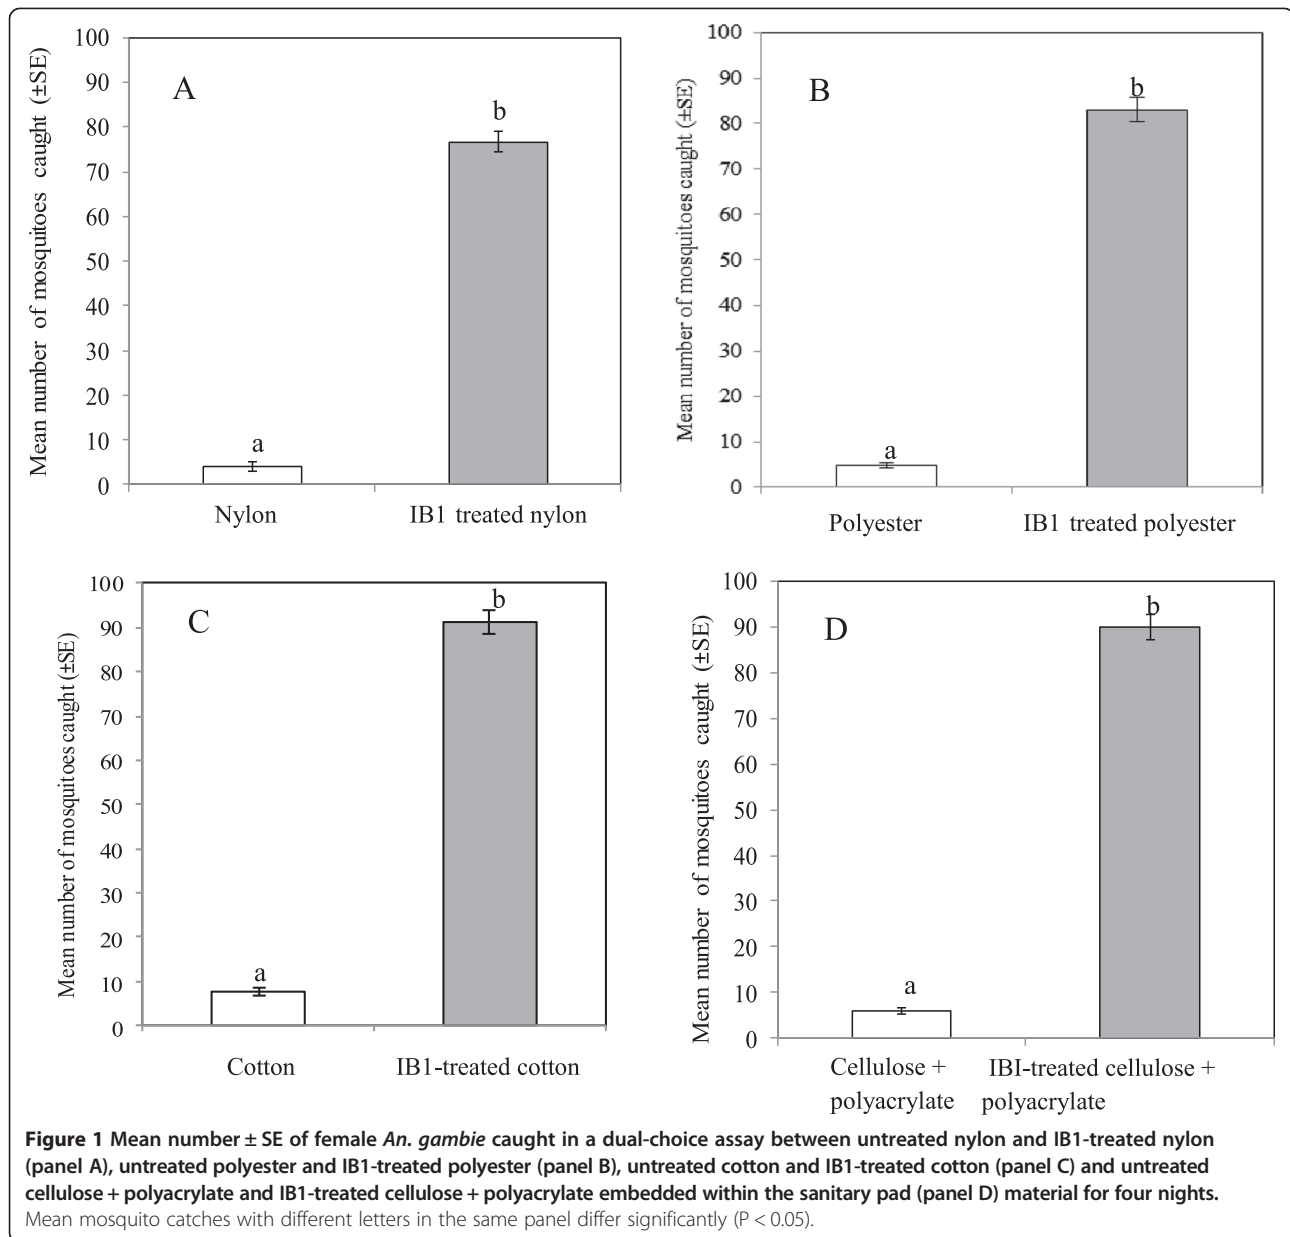 Mean number of mosquitoes caught (±SE)
100
90
80
70
60
50
40
30
20
10
0
A
a
b
Nylon
IB1 treated nylon
Mean number of mosquitoes caught (±SE)
100
90
80
70
60
50
40
30
20
10
0
B
a
b
Polyester
IB1 treated polyester
Mean number of mosquitoes caught (±SE)
100
90
80
70
60
50
40
30
20
10
0
C
a
b
Cotton
IB1-treated cotton
Mean number of mosquitoes caught (±SE)
100
90
80
70
60
50
40
30
20
10
0
D
a
b
Cellulose +
polyacrylate
IBI-treated cellulose +
polyacrylate
Figure 1 Mean number ± SE of female An. gambie caught in a dual-choice assay between untreated nylon and IB1-treated nylon
(panel A), untreated polyester and IB1-treated polyester (panel B), untreated cotton and IB1-treated cotton (panel C) and untreated
cellulose + polyacrylate and IB1-treated cellulose + polyacrylate embedded within the sanitary pad (panel D) material for four nights.
Mean mosquito catches with different letters in the same panel differ significantly (P < 0.05).